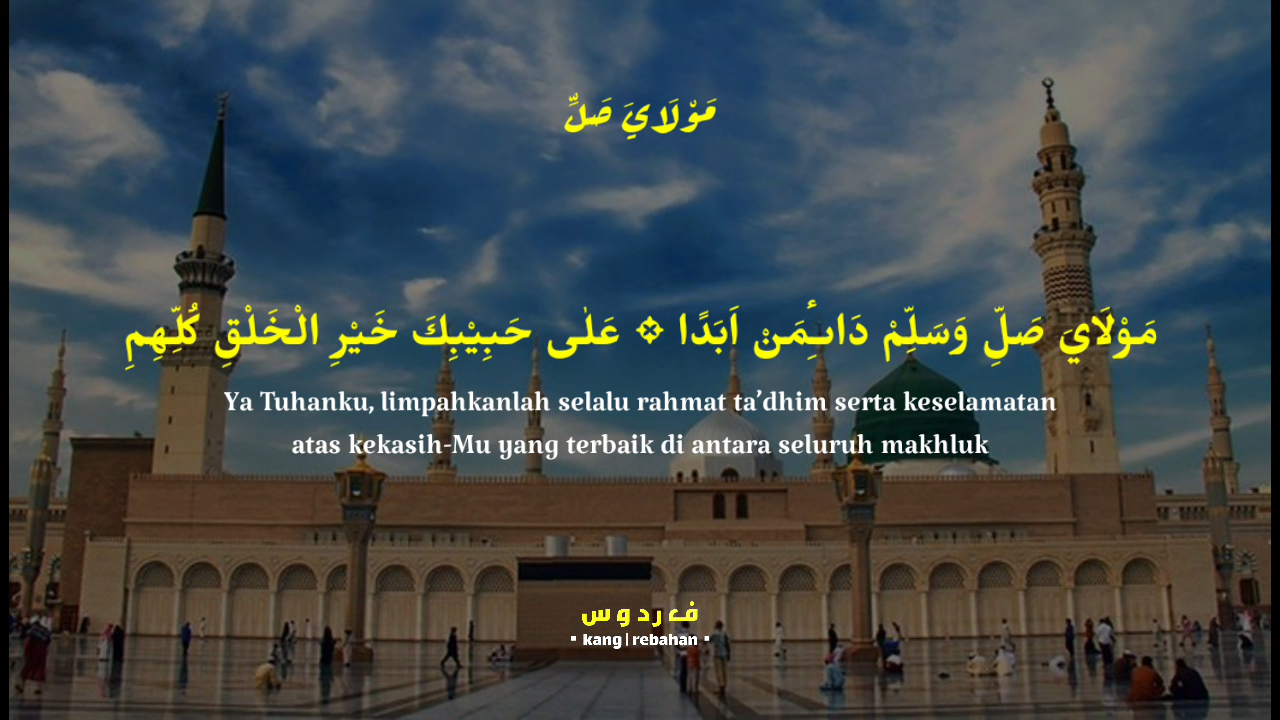 مَوْلَايَ صَلِّ
مَوْلَايَ صَلِّ وَسَلِّمْ دَائِمَنْ اَبَدًا ۞ عَلٰى حَبِيْبِكَ خَيْرِ الْخَلْقِ كُلِّهِمِ
Ya Tuhanku, limpahkanlah selalu rahmat ta’dhim serta keselamatan
atas kekasih-Mu yang terbaik di antara seluruh makhluk
ف ر د و س
kang | rebahan